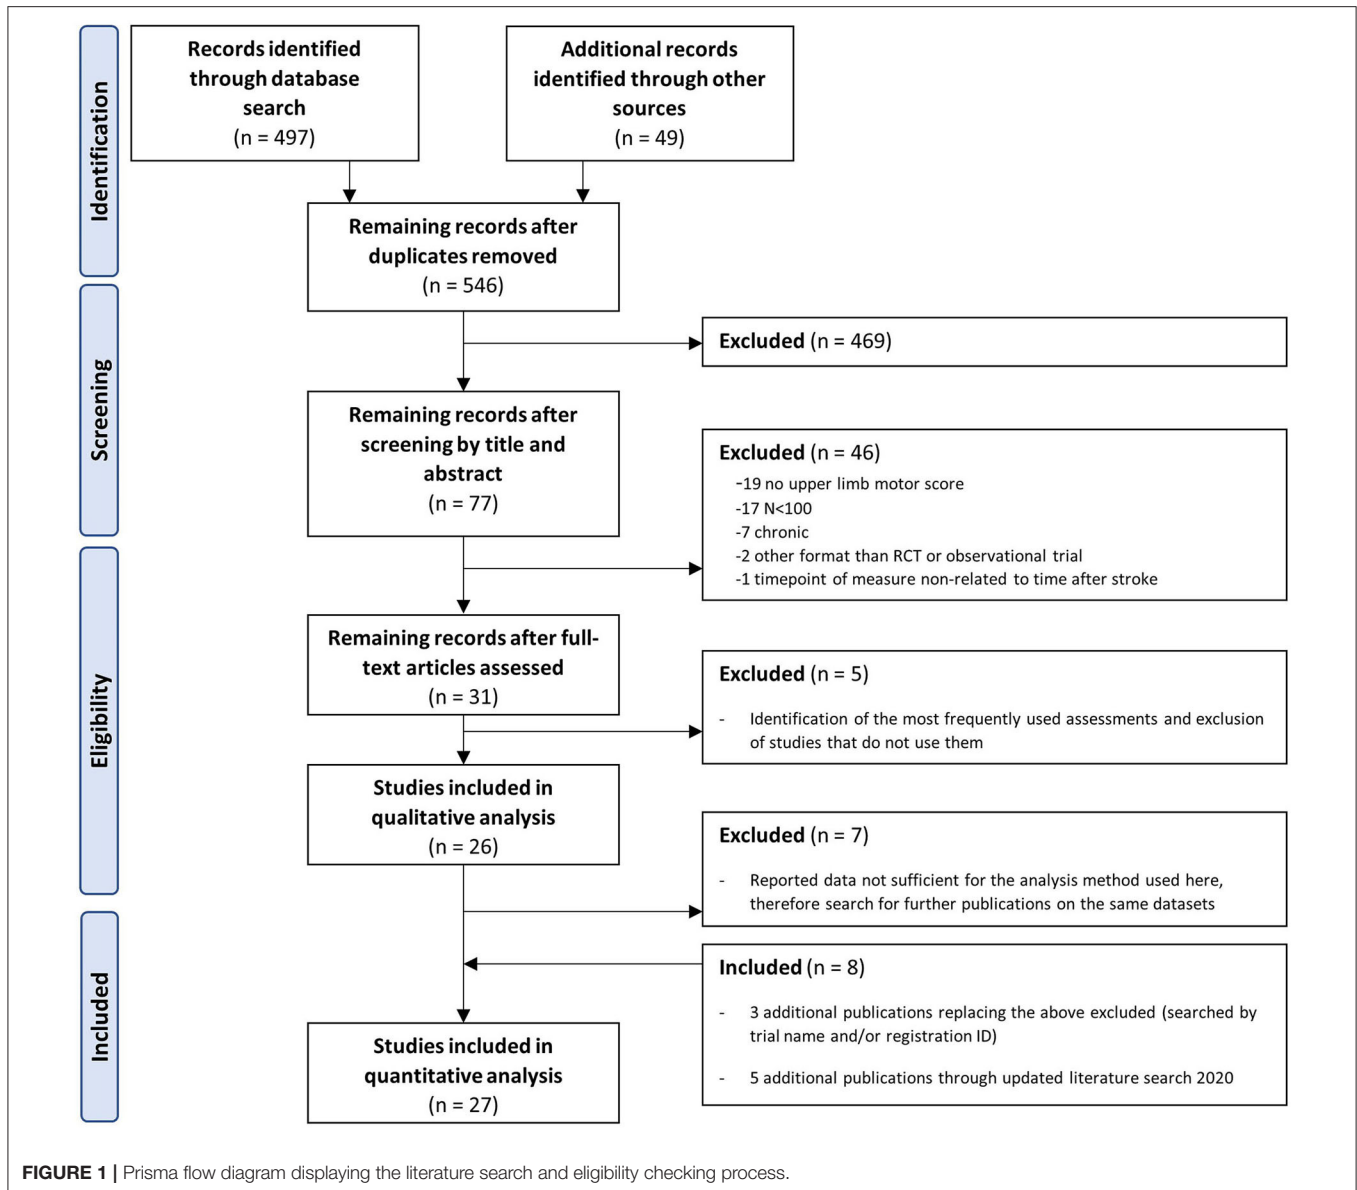 Identification
Records identified
through database
search
(n = 497)
Additional records
identified through other
sources
(n = 49)
Remaining records after
duplicates removed
(n = 546)
Screening
Excluded (n = 469)
Remaining records after
screening by title and
abstract
(n = 77)
Excluded (n = 46)
-19 no upper limb motor score
-17 N<100
-7 chronic
-2 other format than RCT or observational trial
-1 timepoint of measure non-related to time after stroke
Eligibility
Remaining records after full-
text articles assessed
(n = 31)
Excluded (n = 5)
- Identification of the most frequently used assessments and exclusion
of studies that do not use them
Studies included in
qualitative analysis
(n = 26)
Excluded (n = 7)
- Reported data not sufficient for the analysis method used here,
therefore search for further publications on the same datasets
Included
Included (n = 8)
- 3 additional publications replacing the above excluded (searched by
trial name and/or registration ID)
- 5 additional publications through updated literature search 2020
Studies included in
quantitative analysis
(n = 27)
FIGURE 1 | Prisma flow diagram displaying the literature search and eligibility checking process.